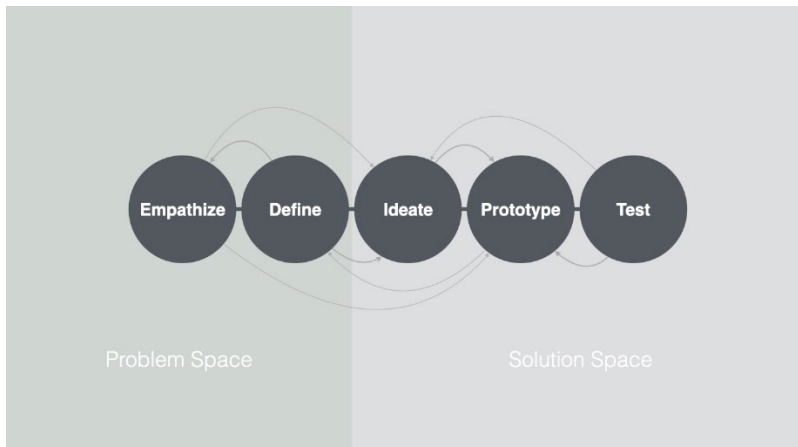 Empathize
Define
Ideate
Prototype
Test
Problem Space
Solution Space